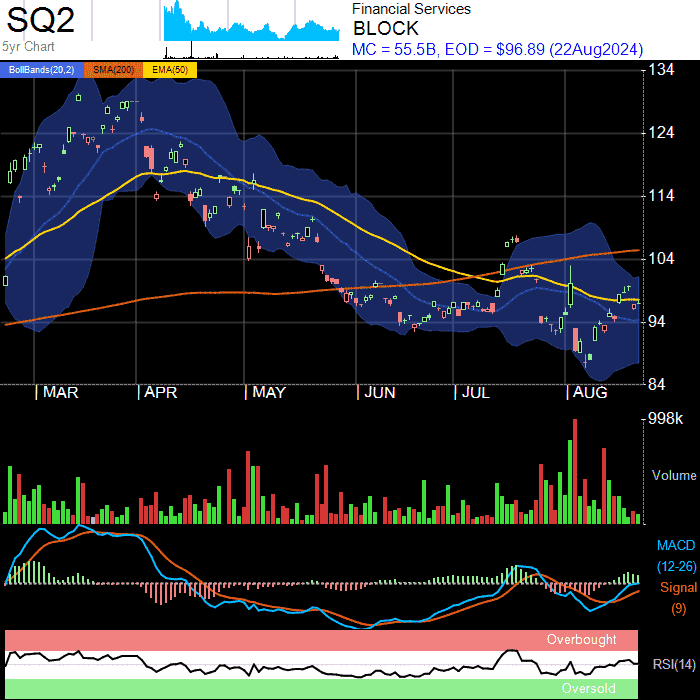 SQ2
5yr Chart
Financial Services
BLOCK
MC = 55.5B, EOD = $96.89 (22Aug2024)
BollBands(20,2) SMA(200) EMA(50)
134
124
114
104
94
84
| MAR | APR | MAY | JUN | JUL | AUG
998k
Volume
MACD
(12-26)
Signal
(9)
Overbought
RSI(14)
Oversold